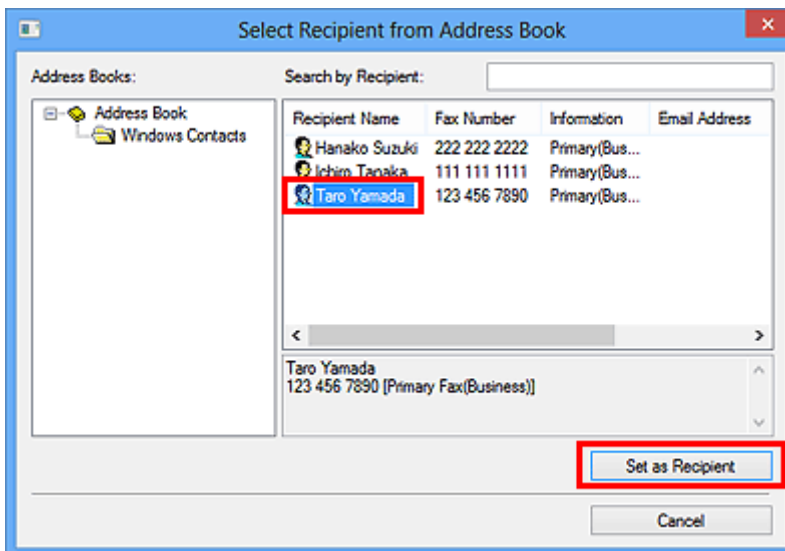 Select Recipient from Address Book
Address Books:
Search by Recipient:
Address Book
Windows Contacts
Recipient Name Fax Number Information Email Address
Hanako Suzuki 222 222 2222 Primary(Bus...
Ichiro Tanaka 111 111 1111 Primary(Bus...
Taro Yamada 123 456 7890 Primary(Bus...
Taro Yamada
123 456 7890 [Primary Fax(Business)]
Set as Recipient
Cancel